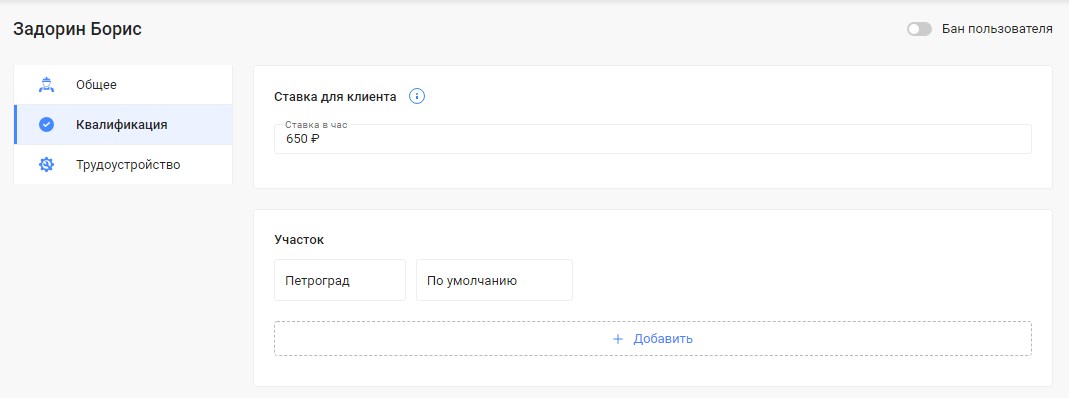 Задорин Борис
Бан пользователя
Общее
Квалификация
Трудоустройство
Ставка для клиента
Ставка в час
650 ₽
Участок
Петроград
По умолчанию
+ Добавить